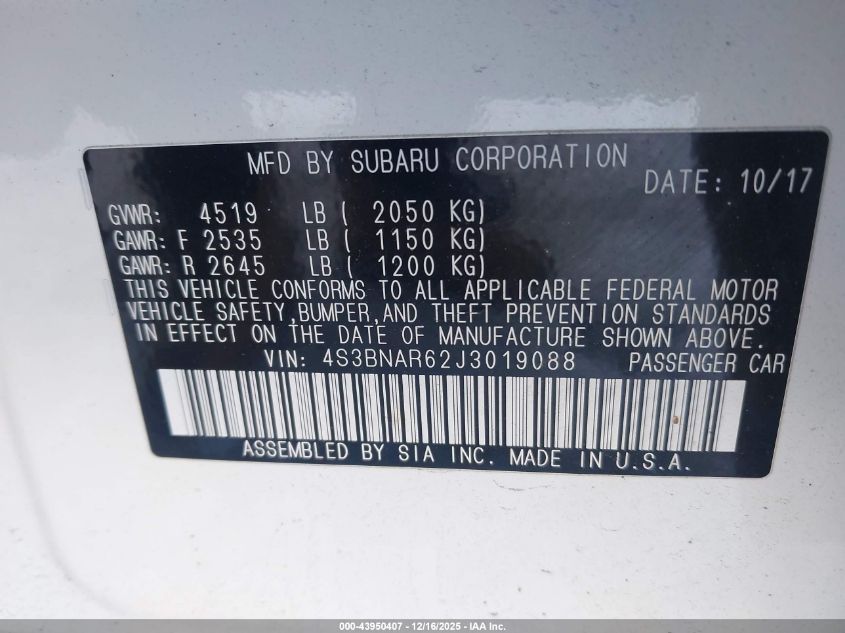 MFD BY SUBARU CORPORATION
DATE: 10/17
GVWR: 4519 LB ( 2050 KG)
GAWR: F 2535 LB ( 1150 KG)
GAWR: R 2645 LB ( 1200 KG)
THIS VEHICLE CONFORMS TO ALL APPLICABLE FEDERAL MOTOR
VEHICLE SAFETY,BUMPER,AND THEFT PREVENTION STANDARDS
IN EFFECT ON THE DATE OF MANUFACTURE SHOWN ABOVE.
VIN: 4S3BNAR62J3019088 PASSENGER CAR
ASSEMBLED BY SIA INC. MADE IN U.S.A.
000-43950407 - 12/16/2025 - IAA Inc.